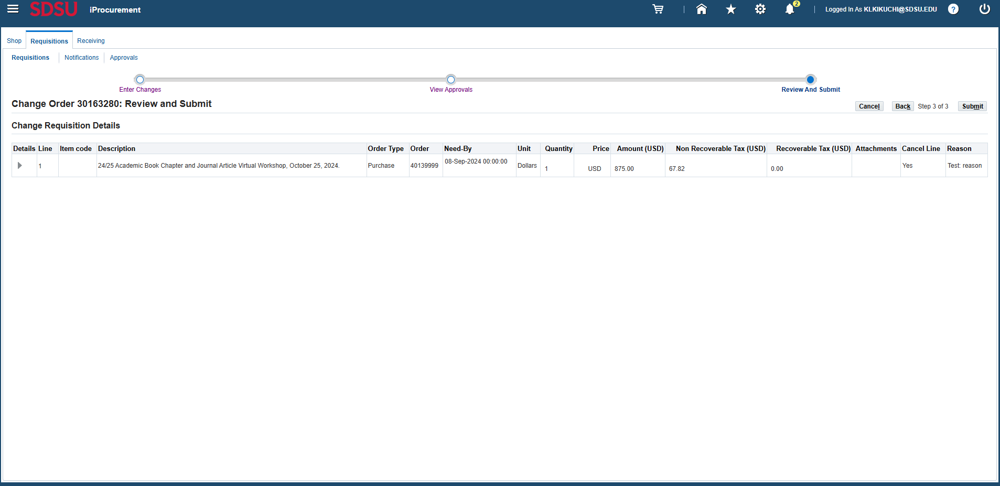 SDSU iProcurement 2 Logged In As KLKIKUCHI@SDSU.EDU ?
Shop Requisitions Receiving
Requisitions Notifications Approvals
Enter Changes View Approvals Review And Submit
Change Order 30163280: Review and Submit Cancel Back Step 3 of 3 Submit
Change Requisition Details
Details Line Item code Description Order Type Order Need-By Unit Quantity Price Amount (USD) Non Recoverable Tax (USD) Recoverable Tax (USD) Attachments Cancel Line Reason
1 24/25 Academic Book Chapter and Journal Article Virtual Workshop, October 25, 2024. Purchase 40139999 08-Sep-2024 00:00:00 Dollars 1 USD 875.00 67.82 0.00 Yes Test: reason